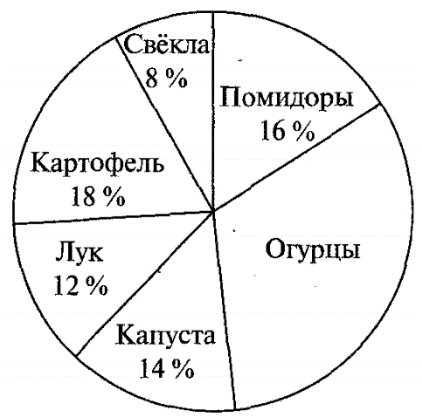 Свёкла
8 %
Помидоры
16 %
Картофель
18 %
Огурцы
Лук
12 %
Капуста
14 %